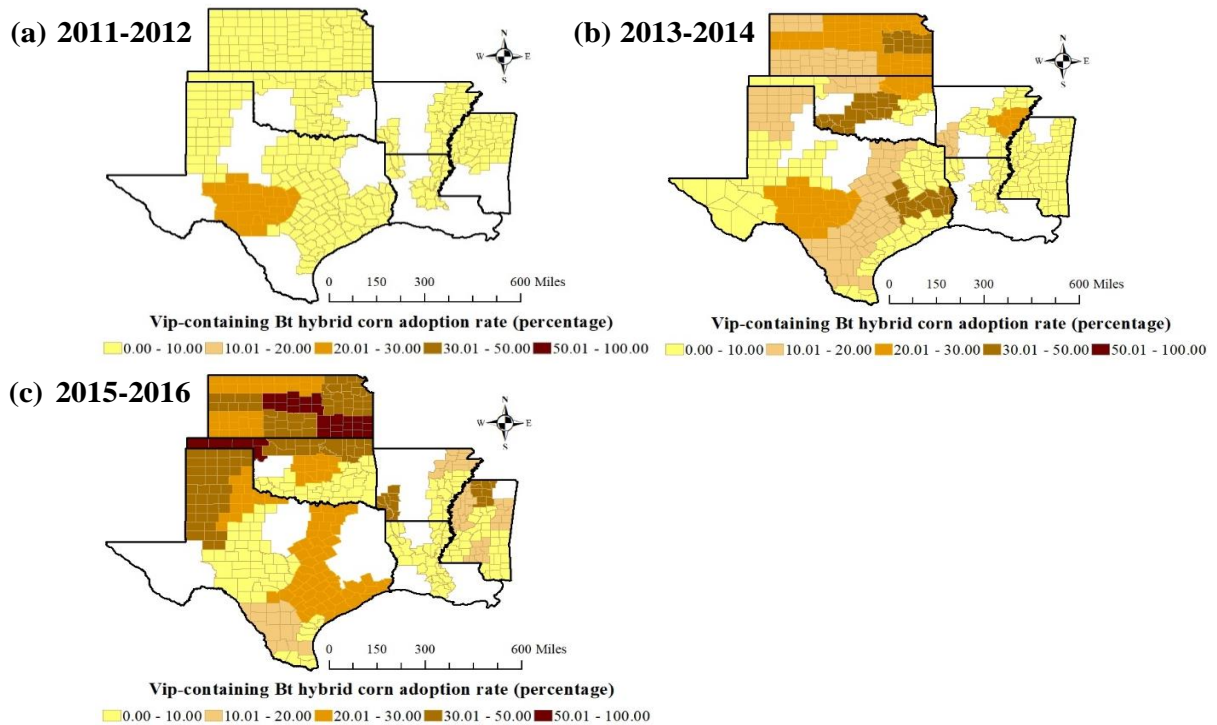 (a) 2011-2012
N
W E
S
0 150 300 600 Miles
Vip-containing Bt hybrid corn adoption rate (percentage)
0.00 - 10.00 10.01 - 20.00 20.01 - 30.00 30.01 - 50.00 50.01 - 100.00
(b) 2013-2014
N
W E
S
0 150 300 600 Miles
Vip-containing Bt hybrid corn adoption rate (percentage)
0.00 - 10.00 10.01 - 20.00 20.01 - 30.00 30.01 - 50.00 50.01 - 100.00
(c) 2015-2016
N
W E
S
0 150 300 600 Miles
Vip-containing Bt hybrid corn adoption rate (percentage)
0.00 - 10.00 10.01 - 20.00 20.01 - 30.00 30.01 - 50.00 50.01 - 100.00